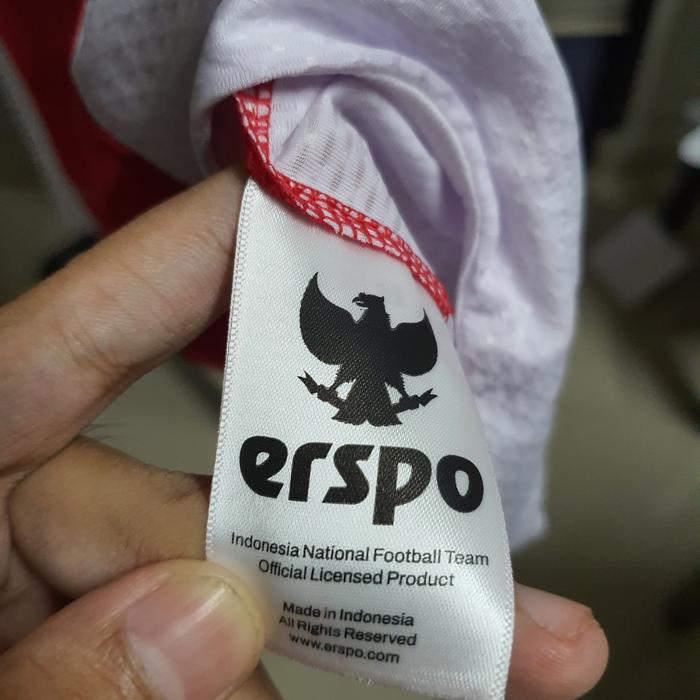 erspo
Indonesia National Football Team
Official Licensed Product
Made in Indonesia
All Rights Reserved
www.erspo.com